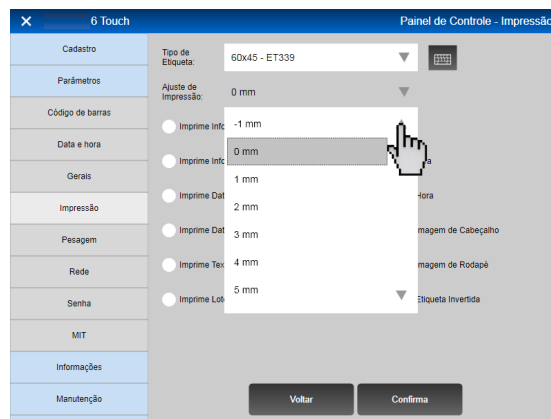 6 Touch
Painel de Controle - Impressão
Cadastro
Parâmetros
Código de barras
Data e hora
Gerais
Impressão
Pesagem
Rede
Senha
MIT
Informações
Manutenção
Tipo de
Etiqueta:
60x45 - ET339
Ajuste de
Impressão:
0 mm
-1 mm
0 mm
1 mm
2 mm
3 mm
4 mm
5 mm
Imprime
Imprime
Imprime
Hora
Imprime
magem de Cabeçalho
Imprime
magem de Rodapé
Imprime
Etiqueta Invertida
Voltar
Confirma